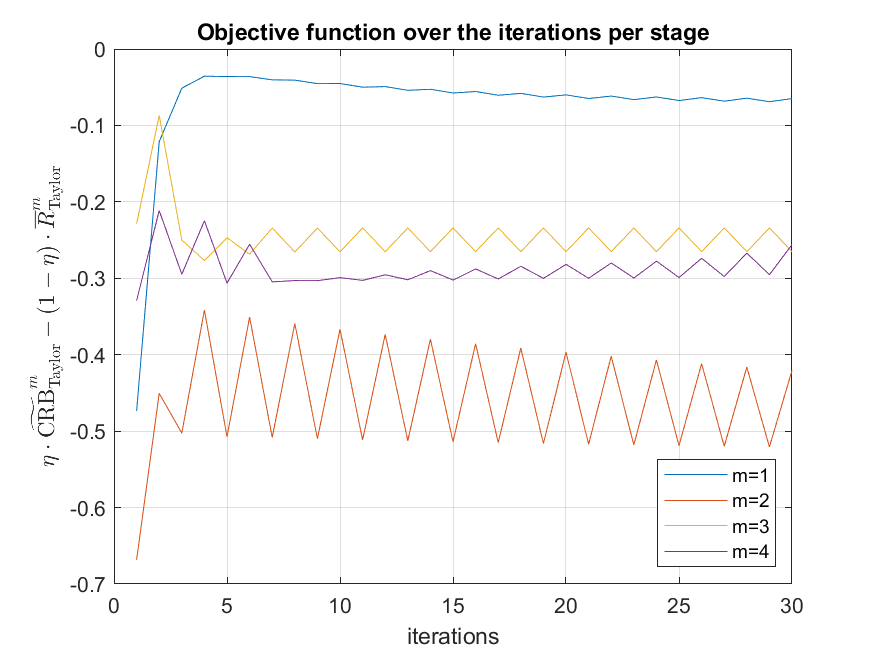 Objective function over the iterations per stage
η · C͠RB^m_Taylor − (1 − η) · R̅^m_Taylor
0
-0.1
-0.2
-0.3
-0.4
-0.5
-0.6
-0.7
0 5 10 15 20 25 30
iterations
m=1
m=2
m=3
m=4